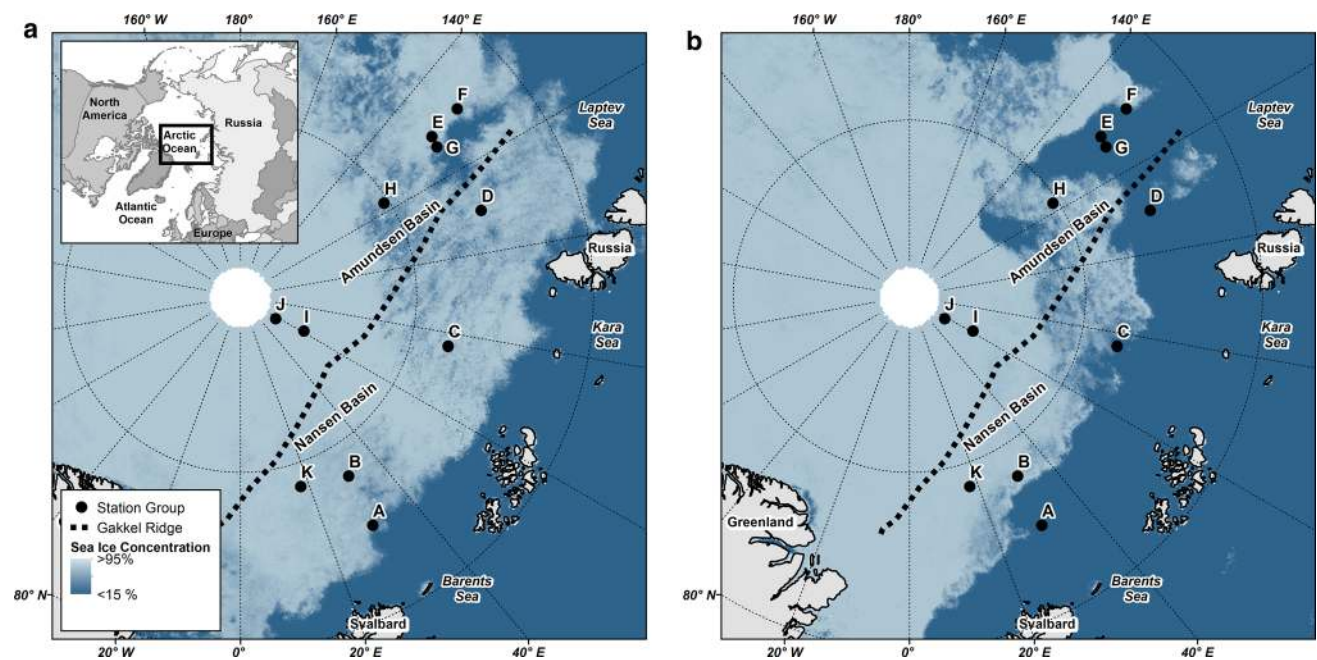 a
160° W
180°
160° E
140° E
North
America
Russia
Arctic
Ocean
Atlantic
Ocean
Europe
F
E
G
H
D
Laptev
Sea
Amundsen Basin
Russia
J
I
C
Kara
Sea
Nansen Basin
K
B
A
Station Group
Gakkel Ridge
Sea Ice Concentration
>95%
<15 %
Barents
Sea
Svalbard
80° N
20° W
0°
20° E
40° E
b
160° W
180°
160° E
140° E
F
E
G
H
D
Laptev
Sea
Amundsen Basin
Russia
J
I
C
Kara
Sea
Nansen Basin
K
B
A
Greenland
Barents
Sea
Svalbard
80° N
20° W
0°
20° E
40° E